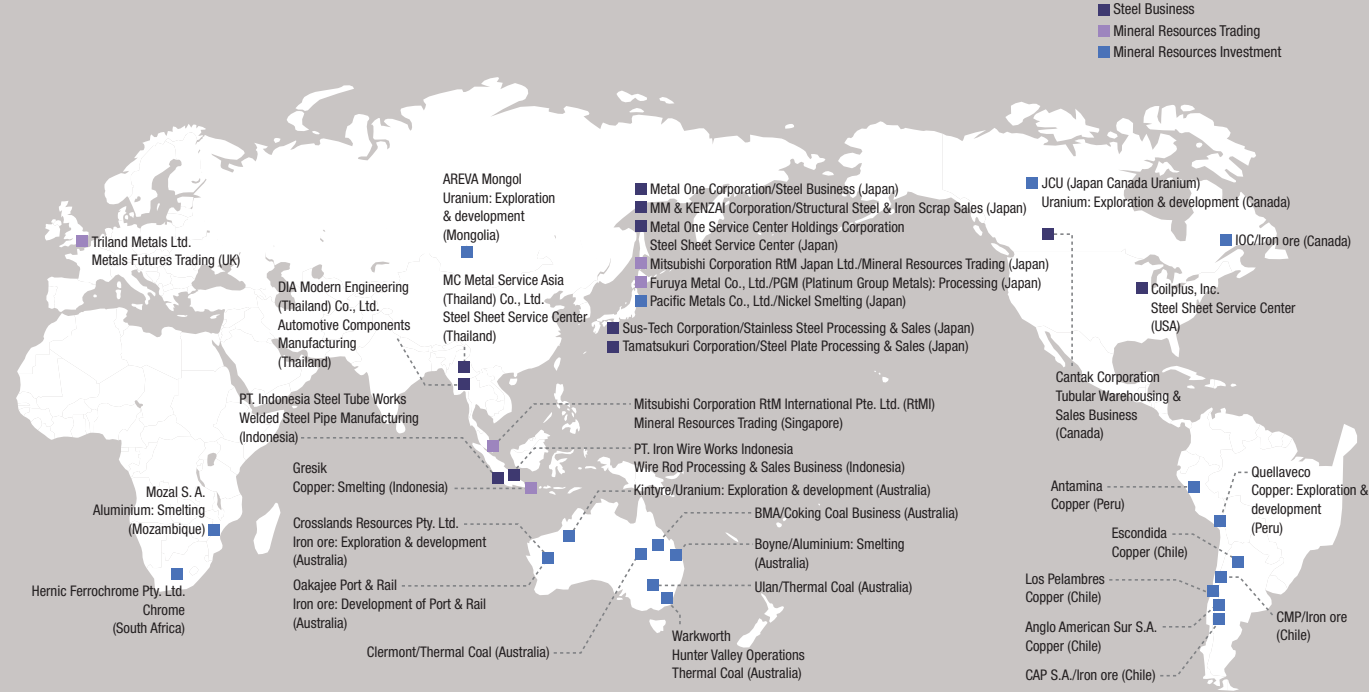 Steel Business
Mineral Resources Trading
Mineral Resources Investment
Triland Metals Ltd.
Metals Futures Trading (UK)
AREVA Mongol
Uranium: Exploration
& development
(Mongolia)
DIA Modern Engineering
(Thailand) Co., Ltd.
Automotive Components
Manufacturing
(Thailand)
MC Metal Service Asia
(Thailand) Co., Ltd.
Steel Sheet Service Center
(Thailand)
Metal One Corporation/Steel Business (Japan)
MM & KENZAI Corporation/Structural Steel & Iron Scrap Sales (Japan)
Metal One Service Center Holdings Corporation
Steel Sheet Service Center (Japan)
Mitsubishi Corporation RtM Japan Ltd./Mineral Resources Trading (Japan)
Furuya Metal Co., Ltd./PGM (Platinum Group Metals): Processing (Japan)
Pacific Metals Co., Ltd./Nickel Smelting (Japan)
Sus-Tech Corporation/Stainless Steel Processing & Sales (Japan)
Tamatsukuri Corporation/Steel Plate Processing & Sales (Japan)
JCU (Japan Canada Uranium)
Uranium: Exploration & development (Canada)
IOC/Iron ore (Canada)
Coilplus, Inc.
Steel Sheet Service Center
(USA)
Cantak Corporation
Tubular Warehousing &
Sales Business
(Canada)
PT. Indonesia Steel Tube Works
Welded Steel Pipe Manufacturing
(Indonesia)
Mitsubishi Corporation RtM International Pte. Ltd. (RtMI)
Mineral Resources Trading (Singapore)
PT. Iron Wire Works Indonesia
Wire Rod Processing & Sales Business (Indonesia)
Gresik
Copper: Smelting (Indonesia)
Kintyre/Uranium: Exploration & development (Australia)
Mozal S. A.
Aluminium: Smelting
(Mozambique)
Hernic Ferrochrome Pty. Ltd.
Chrome
(South Africa)
Crosslands Resources Pty. Ltd.
Iron ore: Exploration & development
(Australia)
Oakajee Port & Rail
Iron ore: Development of Port & Rail
(Australia)
Clermont/Thermal Coal (Australia)
BMA/Coking Coal Business (Australia)
Boyne/Aluminium: Smelting
(Australia)
Ulan/Thermal Coal (Australia)
Warkworth
Hunter Valley Operations
Thermal Coal (Australia)
Antamina
Copper (Peru)
Quellaveco
Copper: Exploration &
development
(Peru)
Escondida
Copper (Chile)
Los Pelambres
Copper (Chile)
CMP/Iron ore
(Chile)
Anglo American Sur S.A.
Copper (Chile)
CAP S.A./Iron ore (Chile)